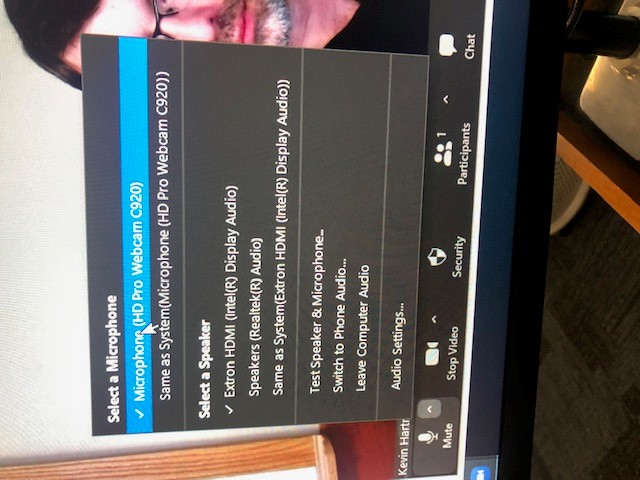 Select a Microphone
✓ Microphone (HD Pro Webcam C920)
Same as System(Microphone (HD Pro Webcam C920))
Select a Speaker
✓ Extron HDMI (Intel(R) Display Audio)
Speakers (Realtek(R) Audio)
Same as System(Extron HDMI (Intel(R) Display Audio))
Test Speaker & Microphone...
Switch to Phone Audio...
Leave Computer Audio
Audio Settings...
Kevin Hartr
Mute
Stop Video
Security
1
Participants
Chat